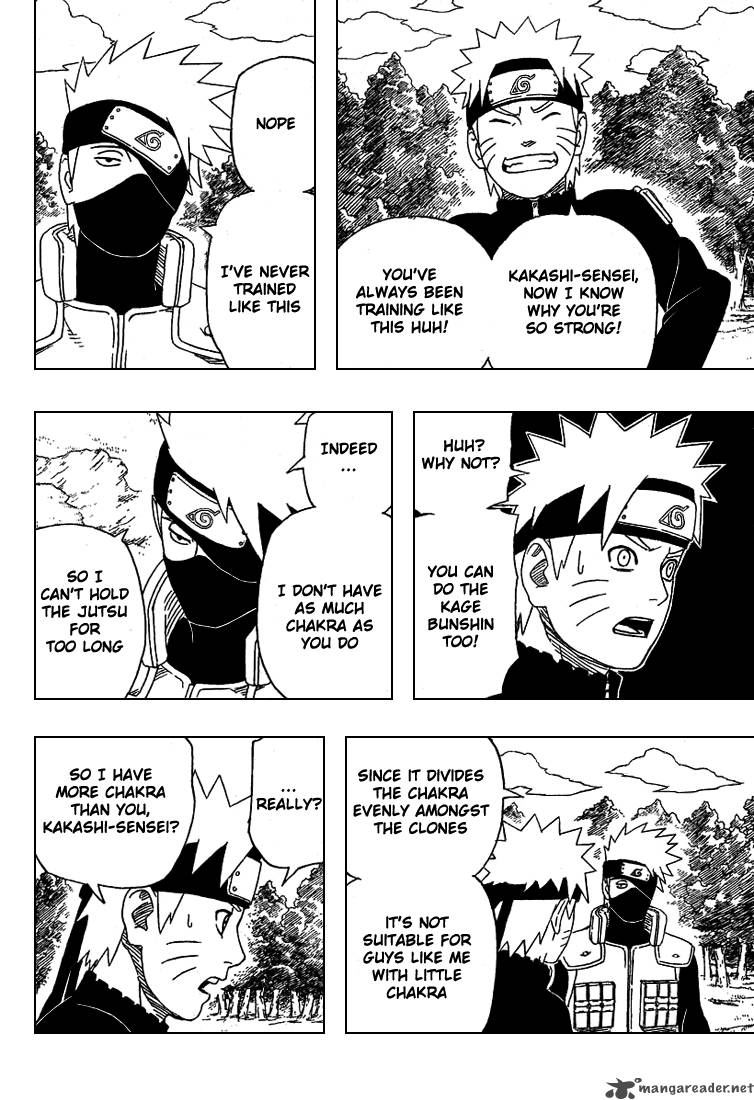 KAKASHI-SENSEI,
NOW I KNOW
WHY YOU'RE
SO STRONG!
YOU'VE
ALWAYS BEEN
TRAINING LIKE
THIS HUH!
NOPE
I'VE NEVER
TRAINED
LIKE THIS
HUH?
WHY NOT?
YOU CAN
DO THE
KAGE
BUNSHIN
TOO!
INDEED
...
I DON'T HAVE
AS MUCH
CHAKRA AS
YOU DO
SO I
CAN'T HOLD
THE JUTSU
FOR
TOO LONG
SINCE IT DIVIDES
THE CHAKRA
EVENLY AMONGST
THE CLONES
IT'S NOT
SUITABLE FOR
GUYS LIKE ME
WITH LITTLE
CHAKRA
...
REALLY?
SO I HAVE
MORE CHAKRA
THAN YOU,
KAKASHI-SENSEI?
mangareader.net